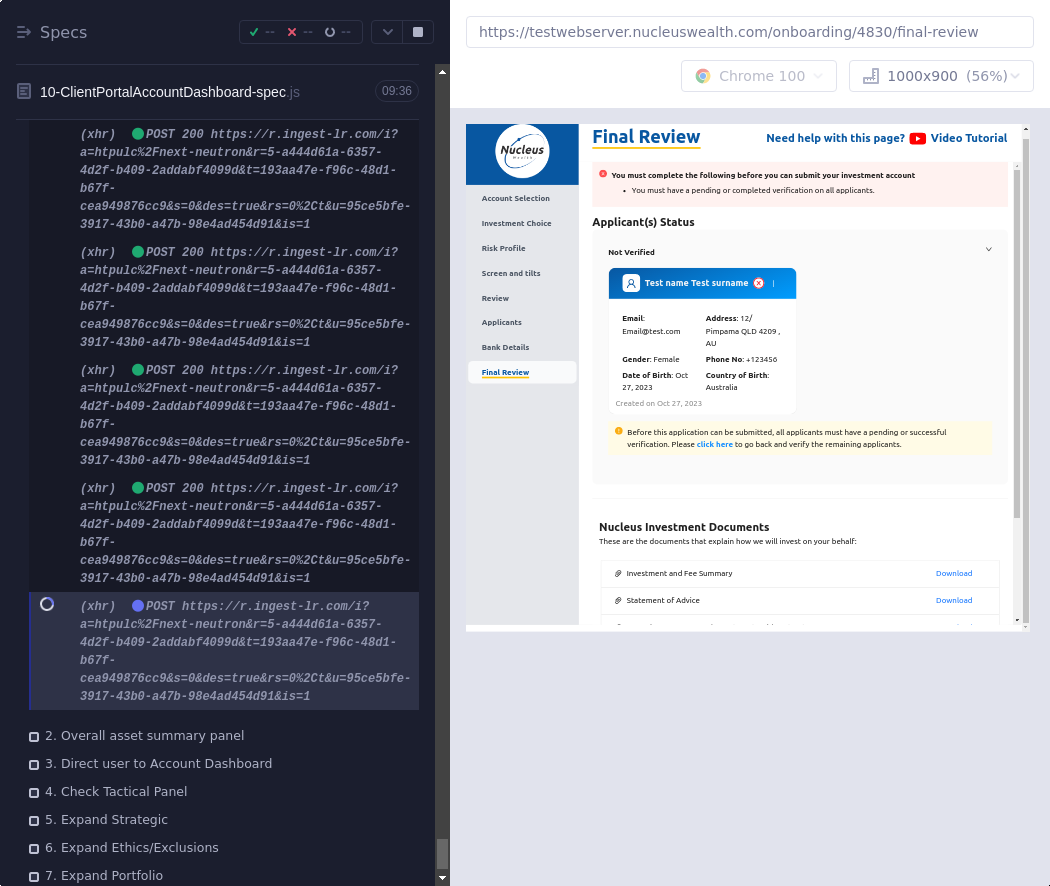 Specs
--
--
--
10-ClientPortalAccountDashboard-spec.js
09:36
(xhr) POST 200 https://r.ingest-lr.com/i?
a=htpulc%2Fnext-neutron&r=5-a444d61a-6357-
4d2f-b409-2addabf4099d&t=193aa47e-f96c-48d1-
b67f-
cea949876cc9&s=0&des=true&rs=0%2Ct&u=95ce5bfe-
3917-43b0-a47b-98e4ad454d91&is=1
(xhr) POST 200 https://r.ingest-lr.com/i?
a=htpulc%2Fnext-neutron&r=5-a444d61a-6357-
4d2f-b409-2addabf4099d&t=193aa47e-f96c-48d1-
b67f-
cea949876cc9&s=0&des=true&rs=0%2Ct&u=95ce5bfe-
3917-43b0-a47b-98e4ad454d91&is=1
(xhr) POST 200 https://r.ingest-lr.com/i?
a=htpulc%2Fnext-neutron&r=5-a444d61a-6357-
4d2f-b409-2addabf4099d&t=193aa47e-f96c-48d1-
b67f-
cea949876cc9&s=0&des=true&rs=0%2Ct&u=95ce5bfe-
3917-43b0-a47b-98e4ad454d91&is=1
(xhr) POST 200 https://r.ingest-lr.com/i?
a=htpulc%2Fnext-neutron&r=5-a444d61a-6357-
4d2f-b409-2addabf4099d&t=193aa47e-f96c-48d1-
b67f-
cea949876cc9&s=0&des=true&rs=0%2Ct&u=95ce5bfe-
3917-43b0-a47b-98e4ad454d91&is=1
(xhr) POST https://r.ingest-lr.com/i?
a=htpulc%2Fnext-neutron&r=5-a444d61a-6357-
4d2f-b409-2addabf4099d&t=193aa47e-f96c-48d1-
b67f-
cea949876cc9&s=0&des=true&rs=0%2Ct&u=95ce5bfe-
3917-43b0-a47b-98e4ad454d91&is=1
2. Overall asset summary panel
3. Direct user to Account Dashboard
4. Check Tactical Panel
5. Expand Strategic
6. Expand Ethics/Exclusions
7. Expand Portfolio
https://testwebserver.nucleuswealth.com/onboarding/4830/final-review
Chrome 100
1000x900 (56%)
Nucleus
Wealth
Account Selection
Investment Choice
Risk Profile
Screen and tilts
Review
Applicants
Bank Details
Final Review
Final Review
Need help with this page? Video Tutorial
You must complete the following before you can submit your investment account
• You must have a pending or completed verification on all applicants.
Applicant(s) Status
Not Verified
Test name Test surname
Email:
Email@test.com
Address: 12/
Pimpama QLD 4209 ,
AU
Gender: Female
Phone No: +123456
Date of Birth: Oct
27, 2023
Country of Birth:
Australia
Created on Oct 27, 2023
Before this application can be submitted, all applicants must have a pending or successful
verification. Please click here to go back and verify the remaining applicants.
Nucleus Investment Documents
These are the documents that explain how we will invest on your behalf:
Investment and Fee Summary
Download
Statement of Advice
Download